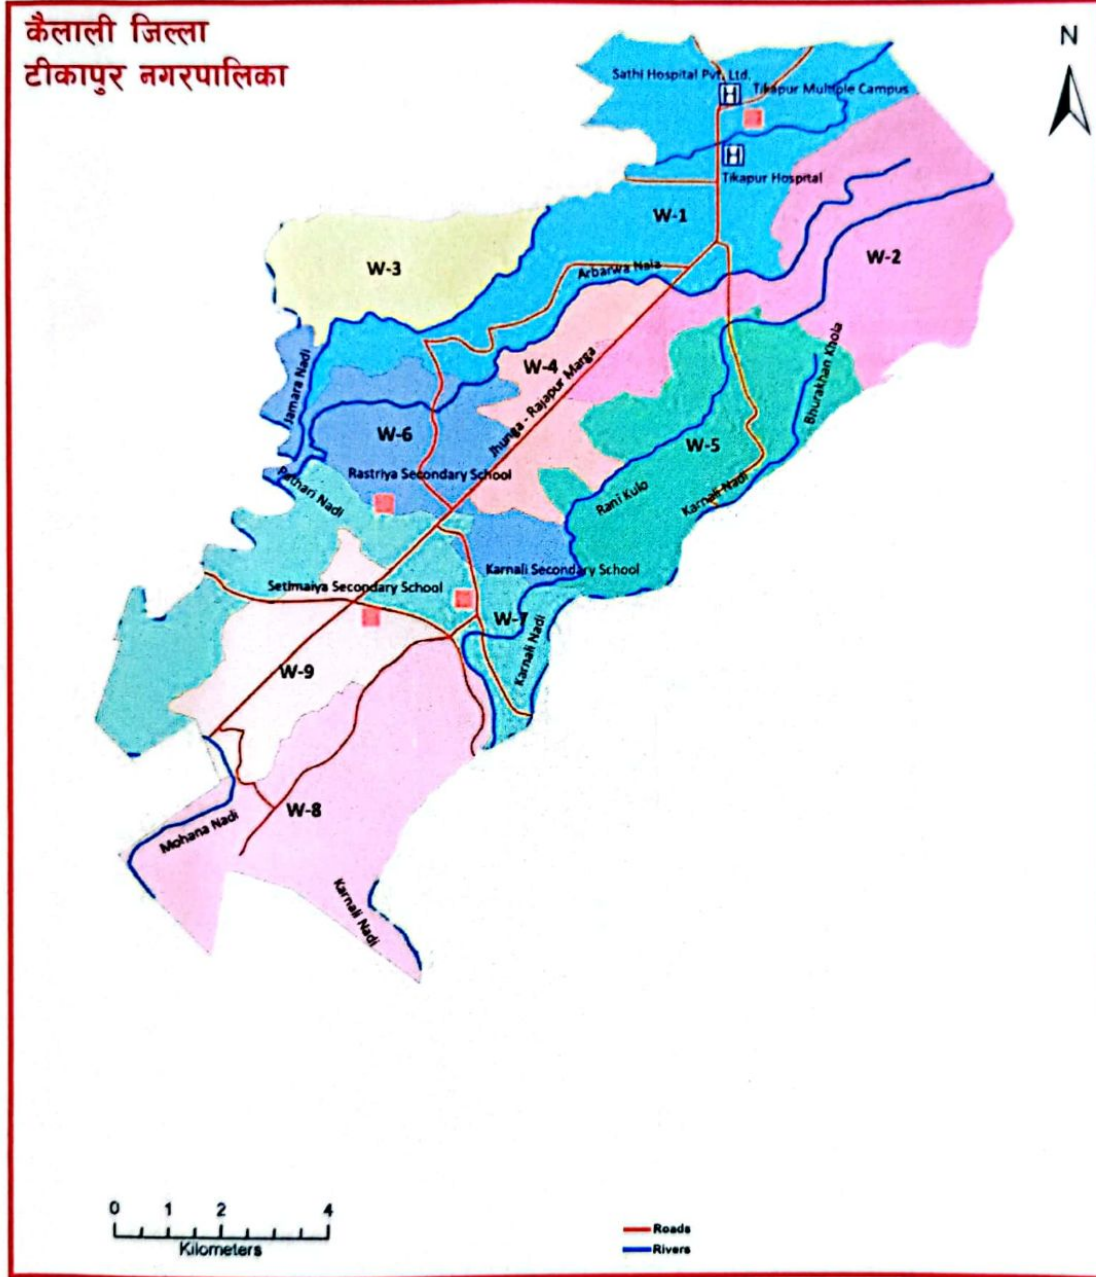 कैलाली जिल्ला
टीकापुर नगरपालिका
N
Sathi Hospital Pvt. Ltd.
H
Tikapur Multiple Campus
H
Tikapur Hospital
W-1
W-2
W-3
Arbarwa Nala
Jamara Nadi
W-4
Jhunga - Rajapur Marga
Bhurakhan Khola
W-6
W-5
Rastriya Secondary School
Pathari Nadi
Rani Kulo
Karnali Nadi
Karnali Secondary School
Setimaiya Secondary School
W-7
Karnali Nadi
W-9
W-8
Mohana Nadi
Karnali Nadi
0 1 2 4
Kilometers
Roads
Rivers